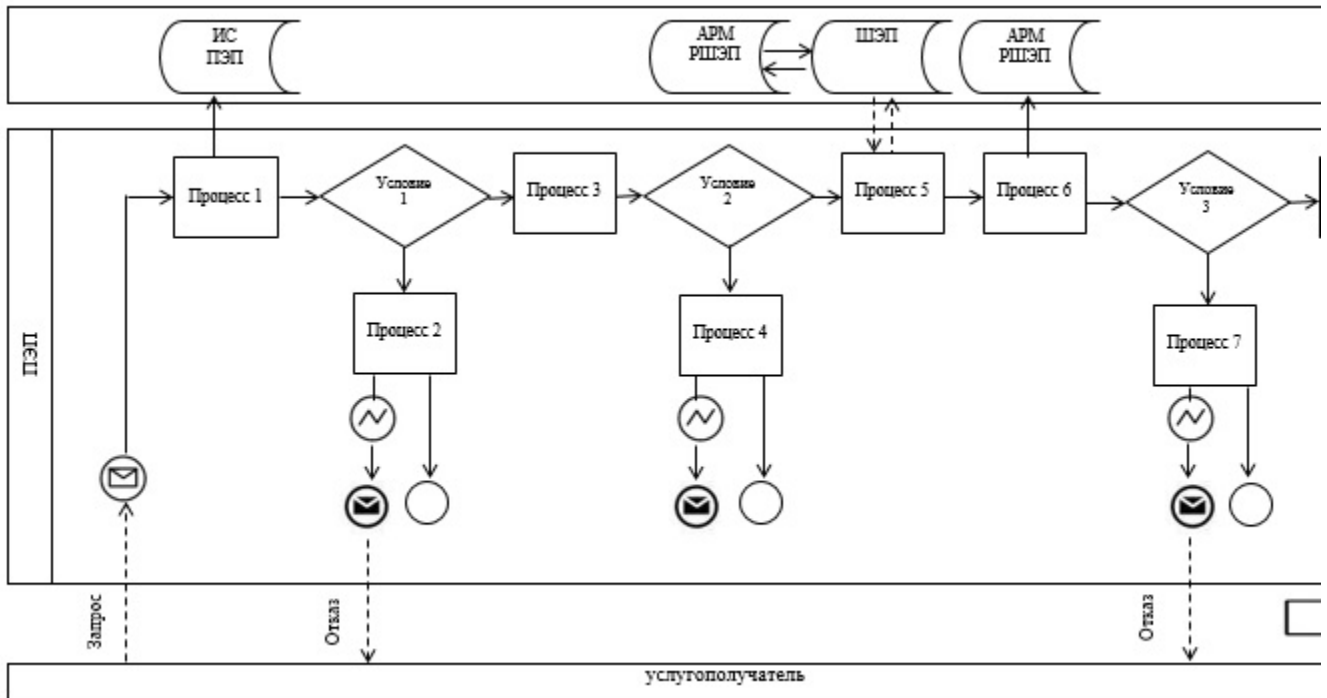 ИС
ПЭП
АРМ
РШЭП
ШЭП
АРМ
РШЭП
ПЭП
Процесс 1
Условие
1
Процесс 3
Условие
2
Процесс 5
Процесс 6
Условие
3
Процесс 2
Процесс 4
Процесс 7
Запрос
Отказ
Отказ
услугополучатель